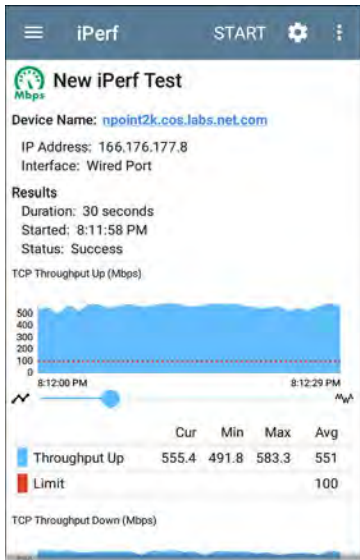 iPerf START
Mbps
New iPerf Test
Device Name: npoint2k.cos.labs.net.com
IP Address: 166.176.177.8
Interface: Wired Port
Results
Duration: 30 seconds
Started: 8:11:58 PM
Status: Success
TCP Throughput Up (Mbps)
500
400
300
200
100
0
8:12:00 PM 8:12:29 PM
Cur Min Max Avg
Throughput Up 555.4 491.8 583.3 551
Limit 100
TCP Throughput Down (Mbps)